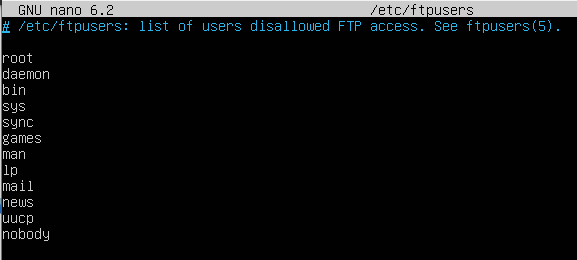 GNU nano 6.2 /etc/ftpusers
# /etc/ftpusers: list of users disallowed FTP access. See ftpusers(5).
root
daemon
bin
sys
sync
games
man
lp
mail
news
uucp
nobody